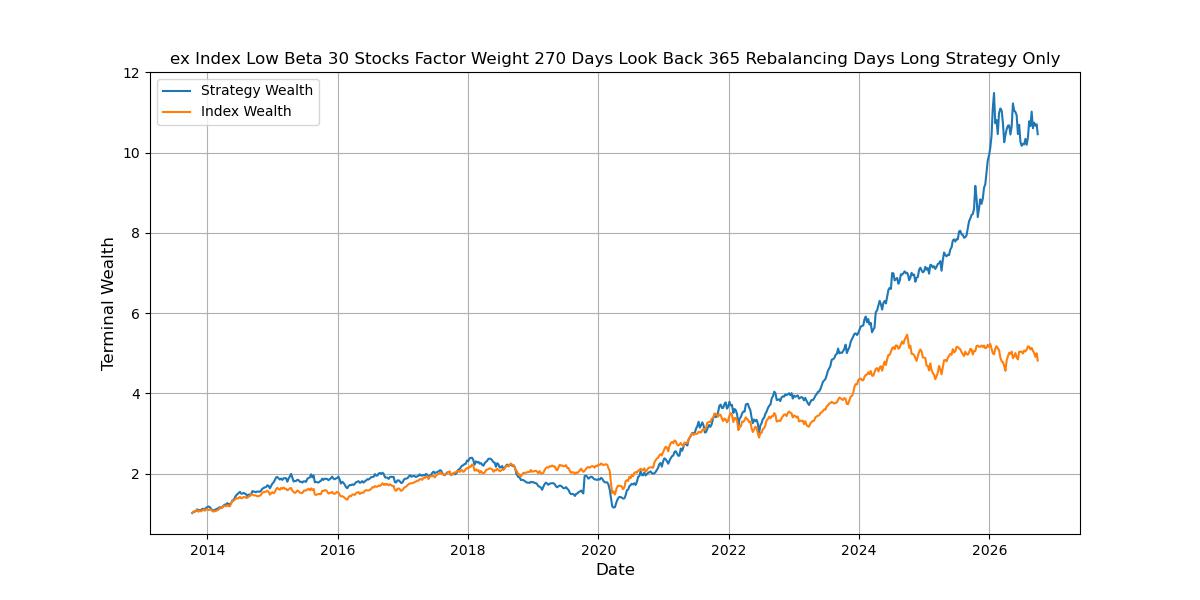 ex Index Low Beta 30 Stocks Factor Weight 270 Days Look Back 365 Rebalancing Days Long Strategy Only
12
Strategy Wealth
Index Wealth
10
8
6
4
2
Terminal Wealth
2014 2016 2018 2020 2022 2024 2026
Date